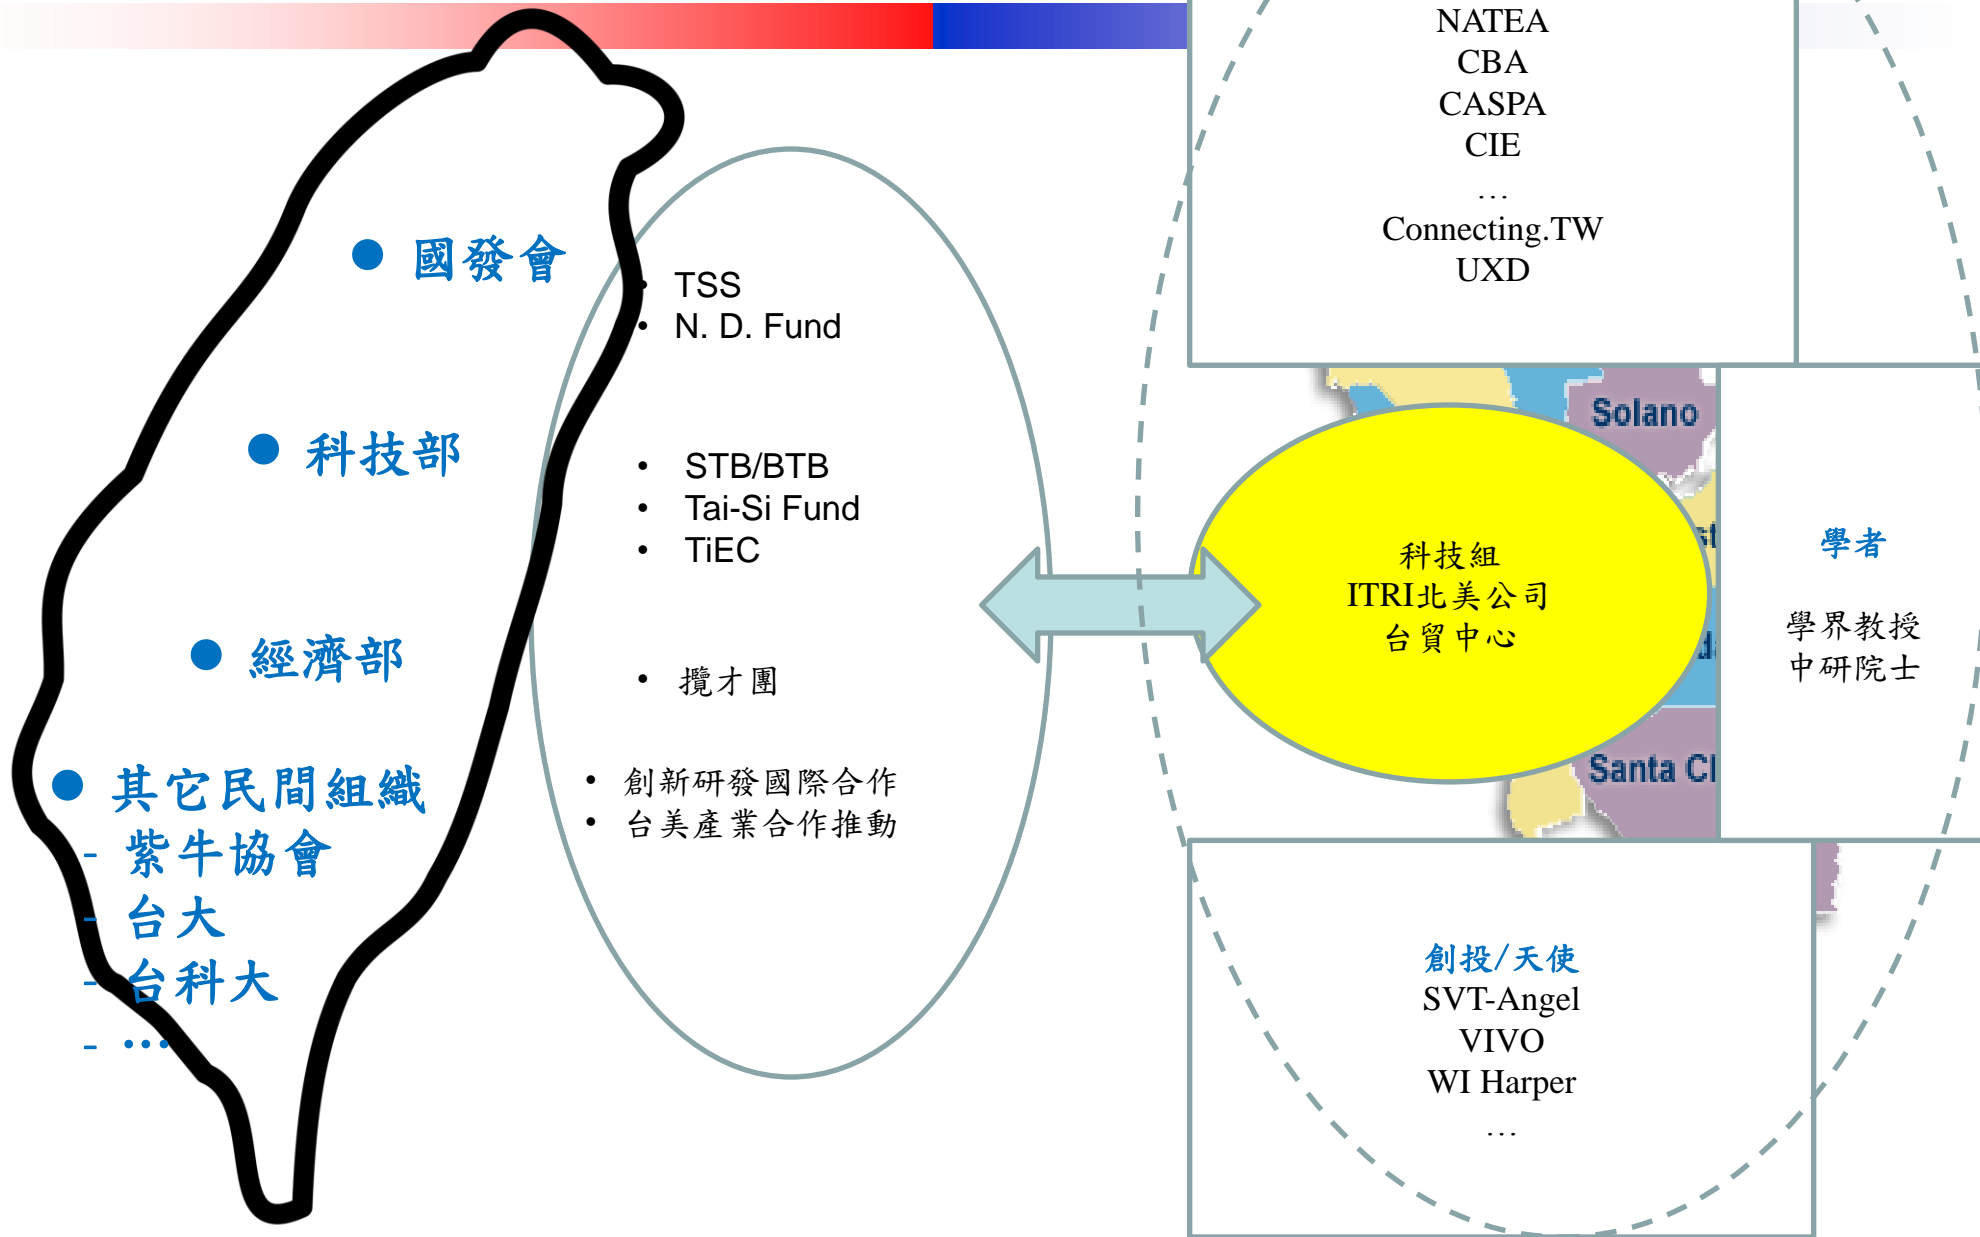 ● 國發會
● 科技部
● 經濟部
● 其它民間組織
- 紫牛協會
- 台大
- 台科大
- ...
• TSS
• N. D. Fund
• STB/BTB
• Tai-Si Fund
• TiEC
• 攬才團
• 創新研發國際合作
• 台美產業合作推動
NATEA
CBA
CASPA
CIE
...
Connecting.TW
UXD
Solano
科技組
ITRI北美公司
台貿中心
Santa Cl
學者
學界教授
中研院士
創投/天使
SVT-Angel
VIVO
WI Harper
...